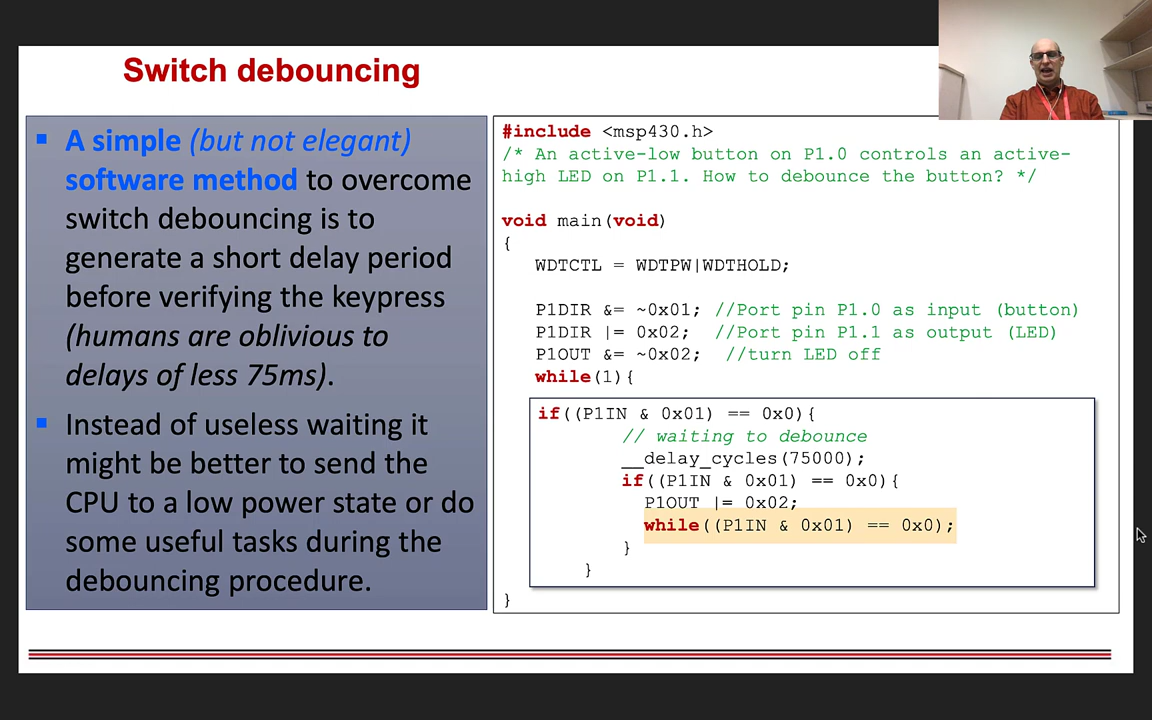 Switch debouncing
A simple (but not elegant)
software method to overcome
switch debouncing is to
generate a short delay period
before verifying the keypress
(humans are oblivious to
delays of less 75ms).
Instead of useless waiting it
might be better to send the
CPU to a low power state or do
some useful tasks during the
debouncing procedure.
#include <msp430.h>
/* An active-low button on P1.0 controls an active-
high LED on P1.1. How to debounce the button? */
void main(void)
{
WDTCTL = WDTPW|WDTHOLD;
P1DIR &= ~0x01; //Port pin P1.0 as input (button)
P1DIR |= 0x02; //Port pin P1.1 as output (LED)
P1OUT &= ~0x02; //turn LED off
while(1){
if((P1IN & 0x01) == 0x0){
// waiting to debounce
__delay_cycles(75000);
if((P1IN & 0x01) == 0x0){
P1OUT |= 0x02;
while((P1IN & 0x01) == 0x0);
}
}
}